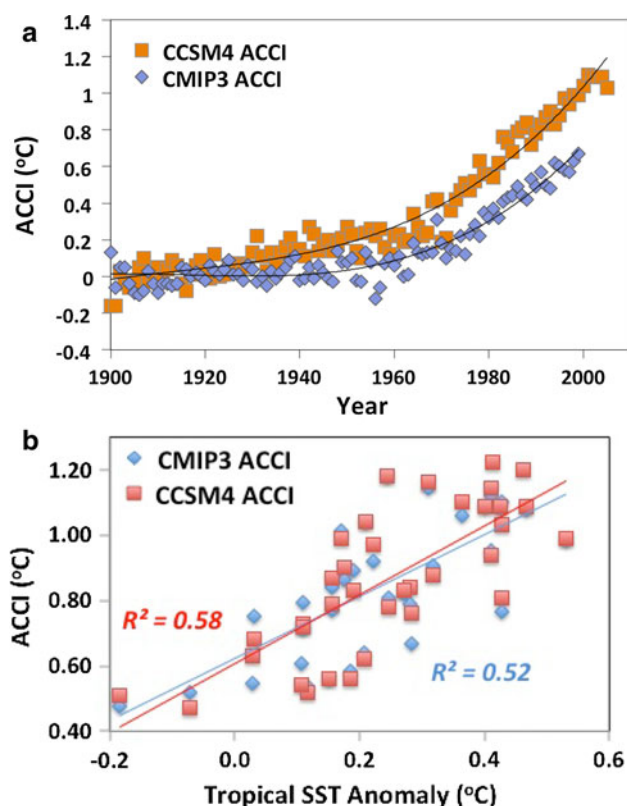 a
CCSM4 ACCI
CMIP3 ACCI
ACCI (°C)
1.4
1.2
1
0.8
0.6
0.4
0.2
0
-0.2
-0.4
1900 1920 1940 1960 1980 2000
Year
b
CMIP3 ACCI
CCSM4 ACCI
ACCI (°C)
1.20
1.00
0.80
0.60
0.40
R² = 0.58
R² = 0.52
-0.2 0.0 0.2 0.4 0.6
Tropical SST Anomaly (°C)